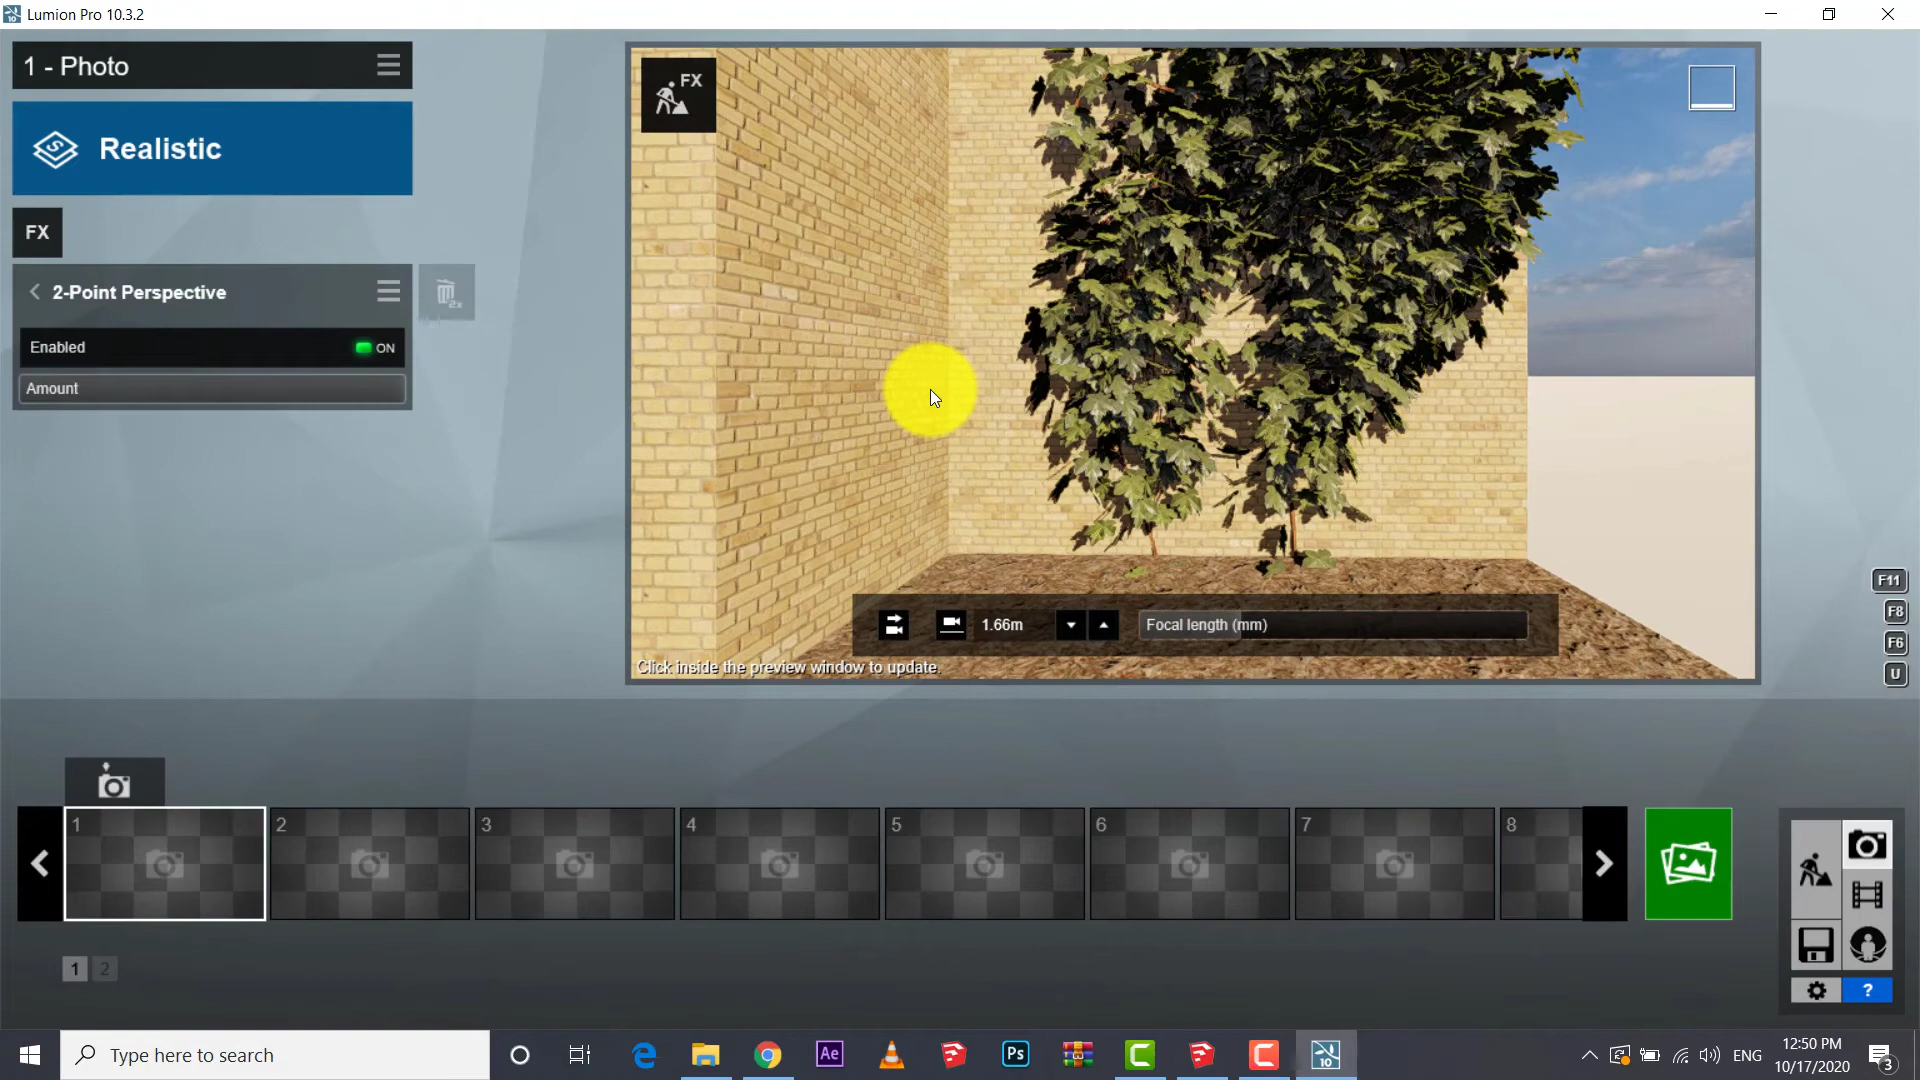 Lumion Pro 10.3.2
1 - Photo
Realistic
FX
FX
2-Point Perspective
2x
Enabled
ON
Amount
1.66m
Focal length (mm)
Click inside the preview window to update.
F11
F8
F6
U
1
2
3
4
5
6
7
8
1
2
?
Type here to search
Ae
Ps
10
ENG
12:50 PM
10/17/2020
3